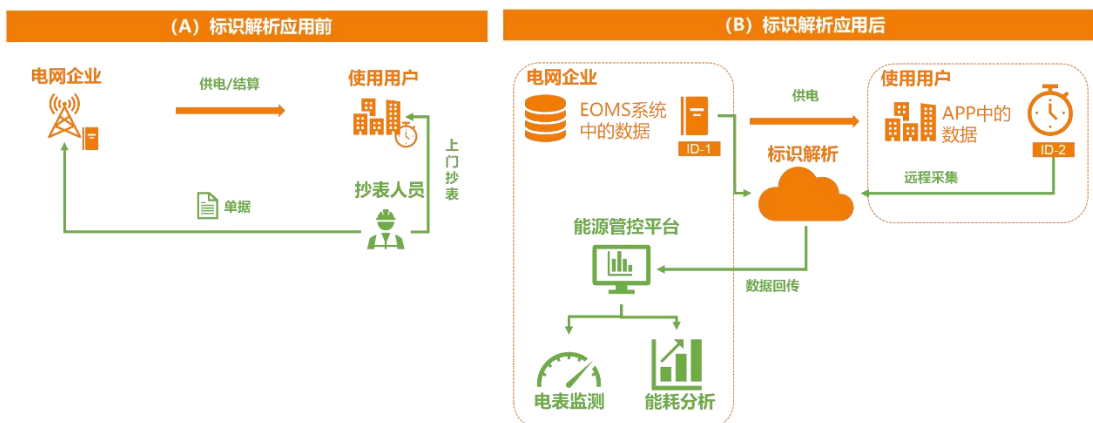 （A）标识解析应用前
电网企业
供电/结算
使用用户
上门抄表
抄表人员
单据
（B）标识解析应用后
电网企业
EOMS系统
中的数据
ID-1
供电
使用用户
APP中的
数据
ID-2
标识解析
远程采集
能源管控平台
数据回传
电表监测
能耗分析